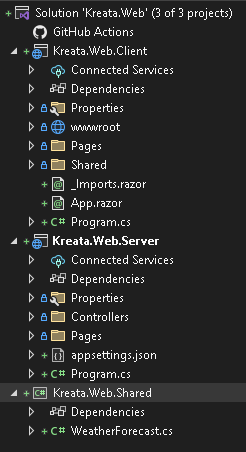 Solution 'Kreata.Web' (3 of 3 projects)
GitHub Actions
Kreata.Web.Client
Connected Services
Dependencies
Properties
wwwroot
Pages
Shared
_Imports.razor
App.razor
C# Program.cs
Kreata.Web.Server
Connected Services
Dependencies
Properties
Controllers
Pages
appsettings.json
C# Program.cs
C# Kreata.Web.Shared
Dependencies
C# WeatherForecast.cs